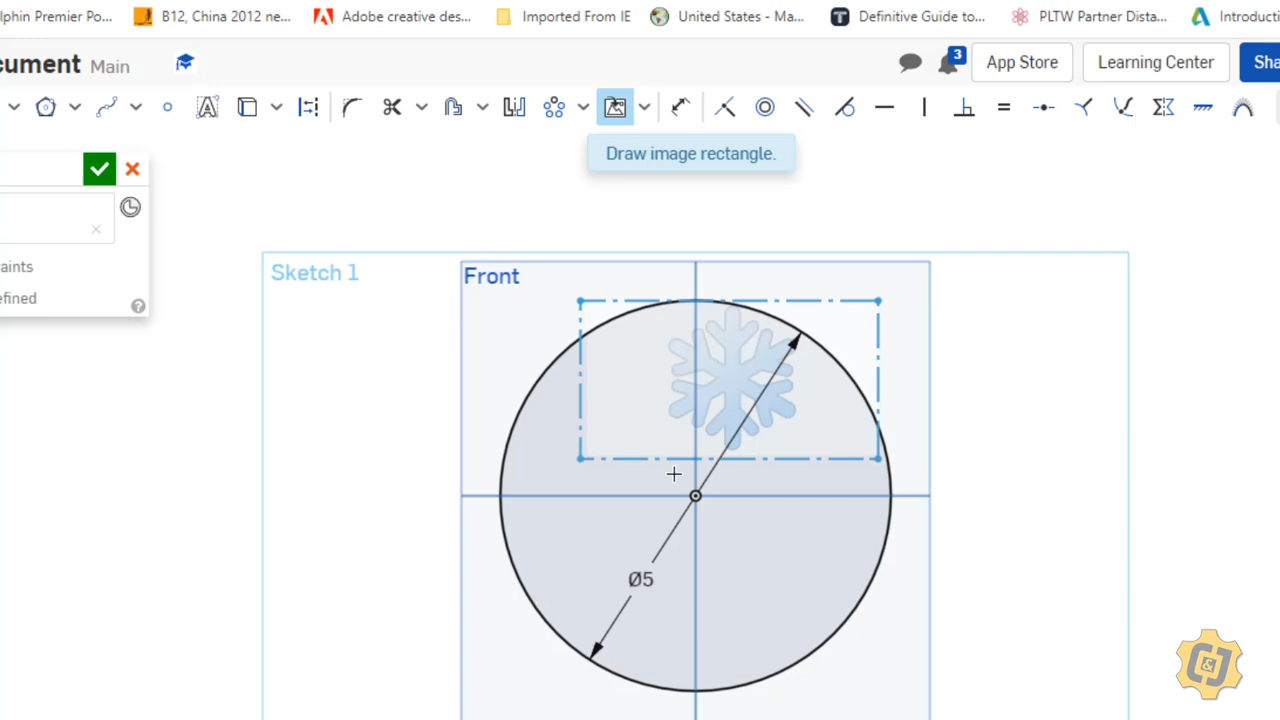 lphin Premier Po... B12, China 2012 ne... Adobe creative des... Imported From IE United States - Ma... Definitive Guide to... PLTW Partner Dista... Introducti
cument Main 3 App Store Learning Center Sha
Draw image rectangle.
aints
efined
Sketch 1
Front
Ø5
C&J